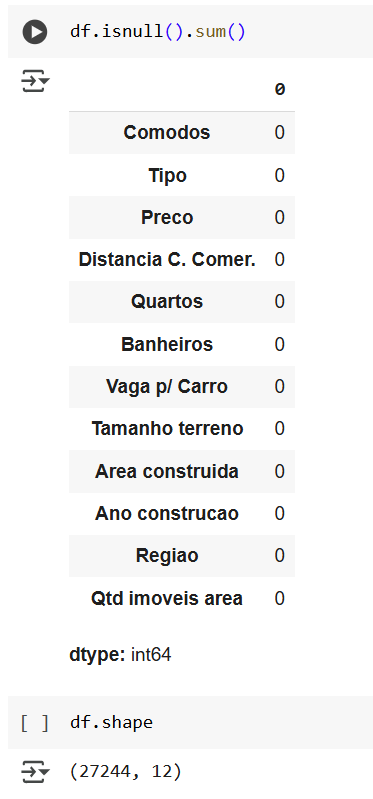 df.isnull().sum()
0
Comodos 0
Tipo 0
Preco 0
Distancia C. Comer. 0
Quartos 0
Banheiros 0
Vaga p/ Carro 0
Tamanho terreno 0
Area construida 0
Ano construcao 0
Regiao 0
Qtd imoveis area 0
dtype: int64
[ ] df.shape
(27244, 12)